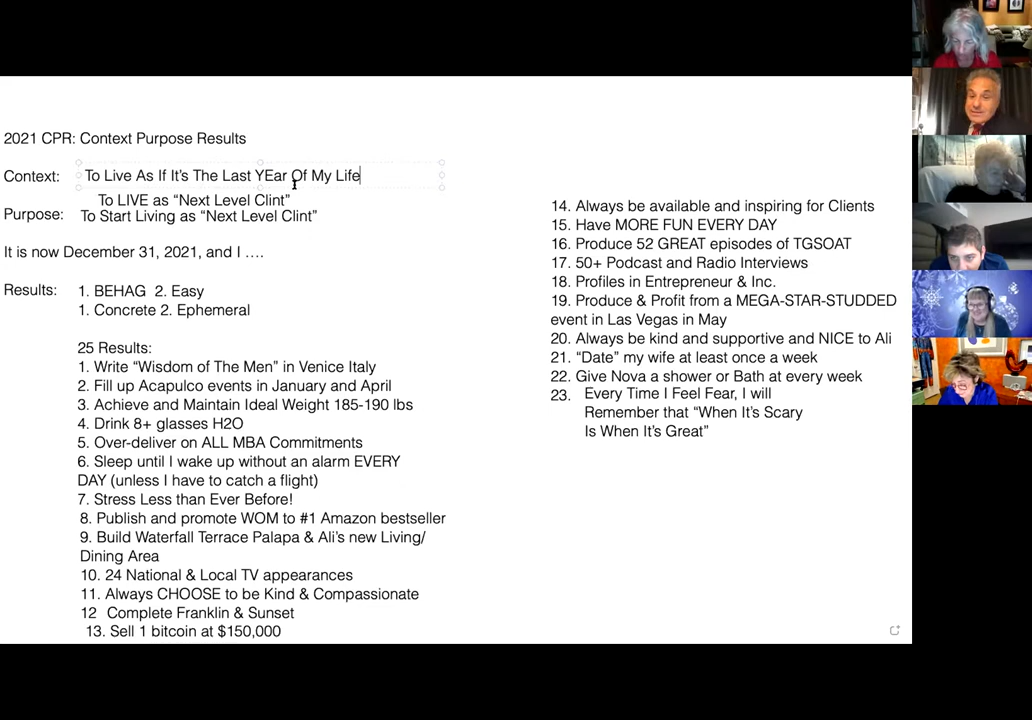 2021 CPR: Context Purpose Results
Context: To Live As If It's The Last YEar Of My Life
To LIVE as “Next Level Clint”
Purpose: To Start Living as “Next Level Clint”
It is now December 31, 2021, and I ....
Results: 1. BEHAG 2. Easy
1. Concrete 2. Ephemeral
25 Results:
1. Write “Wisdom of The Men” in Venice Italy
2. Fill up Acapulco events in January and April
3. Achieve and Maintain Ideal Weight 185-190 lbs
4. Drink 8+ glasses H2O
5. Over-deliver on ALL MBA Commitments
6. Sleep until I wake up without an alarm EVERY
DAY (unless I have to catch a flight)
7. Stress Less than Ever Before!
8. Publish and promote WOM to #1 Amazon bestseller
9. Build Waterfall Terrace Palapa & Ali's new Living/
Dining Area
10. 24 National & Local TV appearances
11. Always CHOOSE to be Kind & Compassionate
12 Complete Franklin & Sunset
13. Sell 1 bitcoin at $150,000
14. Always be available and inspiring for Clients
15. Have MORE FUN EVERY DAY
16. Produce 52 GREAT episodes of TGSOAT
17. 50+ Podcast and Radio Interviews
18. Profiles in Entrepreneur & Inc.
19. Produce & Profit from a MEGA-STAR-STUDDED
event in Las Vegas in May
20. Always be kind and supportive and NICE to Ali
21. “Date” my wife at least once a week
22. Give Nova a shower or Bath at every week
23. Every Time I Feel Fear, I will
Remember that “When It's Scary
Is When It's Great”